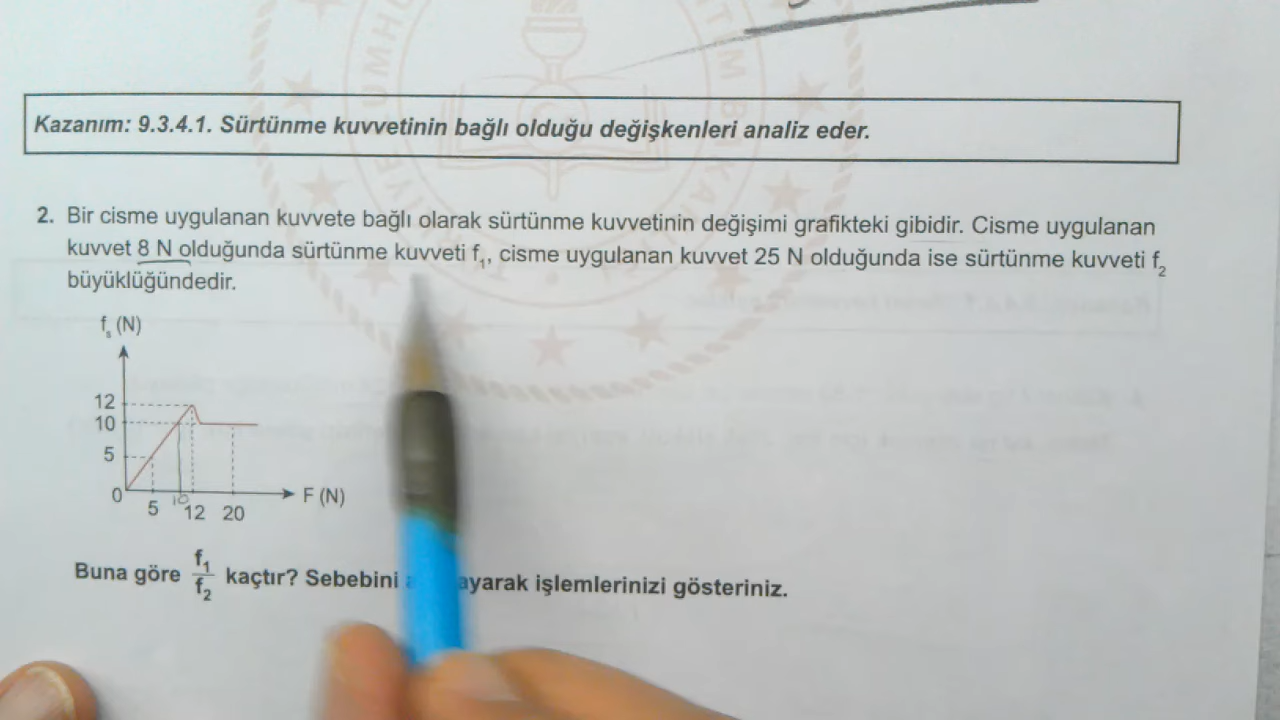 Kazanım: 9.3.4.1. Sürtünme kuvvetinin bağlı olduğu değişkenleri analiz eder.
2. Bir cisme uygulanan kuvvete bağlı olarak sürtünme kuvvetinin değişimi grafikteki gibidir. Cisme uygulanan
kuvvet 8 N olduğunda sürtünme kuvveti f₁, cisme uygulanan kuvvet 25 N olduğunda ise sürtünme kuvveti f₂
büyüklüğündedir.
fₛ (N)
12
10
5
0
5 10 12 20
F (N)
Buna göre f₁/f₂ kaçtır? Sebebini işlemlerinizi gösteriniz.